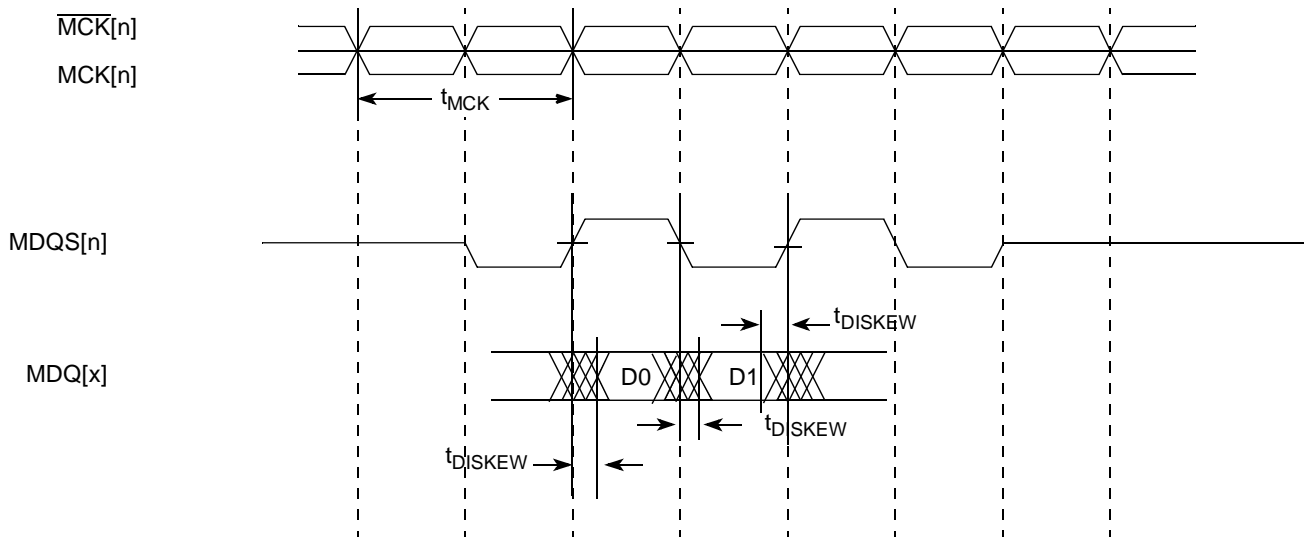 MCK[n]
MCK[n]
tMCK
MDQS[n]
tDISKEW
MDQ[x]
D0
D1
tDISKEW
tDISKEW